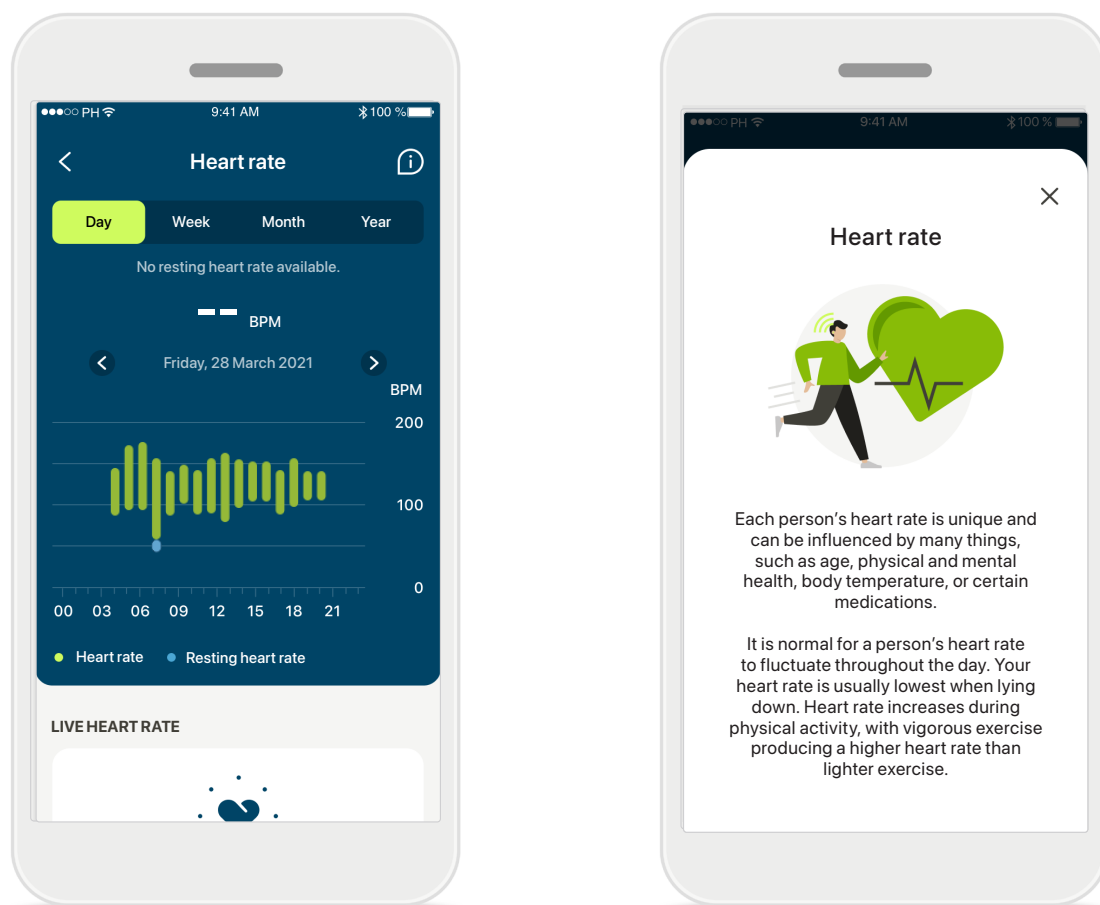 ●●●○○ PH 9:41 AM 100 %
Heart rate
Day Week Month Year
No resting heart rate available.
-- BPM
Friday, 28 March 2021
BPM
200
100
0
00 03 06 09 12 15 18 21
Heart rate Resting heart rate
LIVE HEART RATE
●●●○○ PH 9:41 AM 100 %
Heart rate
Each person’s heart rate is unique and
can be influenced by many things,
such as age, physical and mental
health, body temperature, or certain
medications.
It is normal for a person’s heart rate
to fluctuate throughout the day. Your
heart rate is usually lowest when lying
down. Heart rate increases during
physical activity, with vigorous exercise
producing a higher heart rate than
lighter exercise.